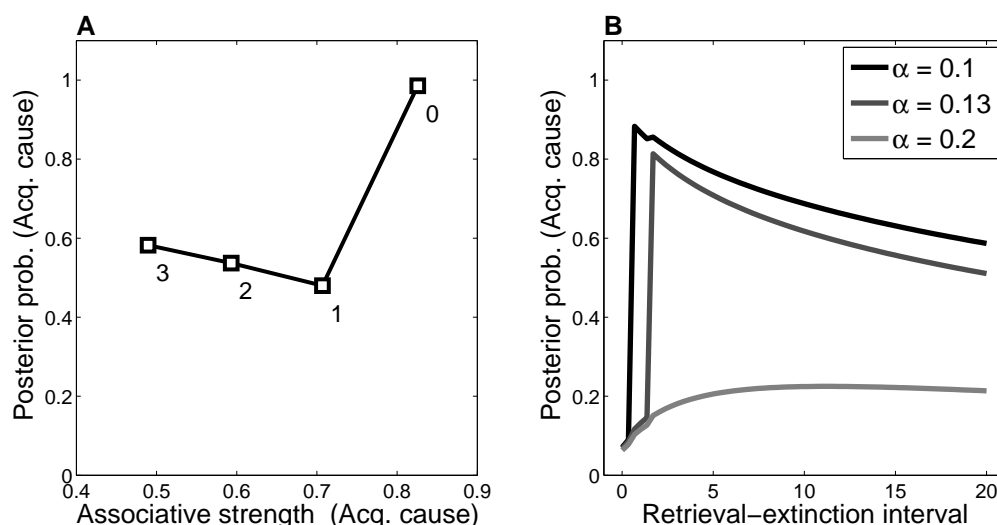 A
Posterior prob. (Acq. cause)
1
0.8
0.6
0.4
0.2
0
0
1
2
3
0.4 0.5 0.6 0.7 0.8 0.9
Associative strength (Acq. cause)
B
Posterior prob. (Acq. cause)
1
0.8
0.6
0.4
0.2
0
α = 0.1
α = 0.13
α = 0.2
0 5 10 15 20
Retrieval−extinction interval